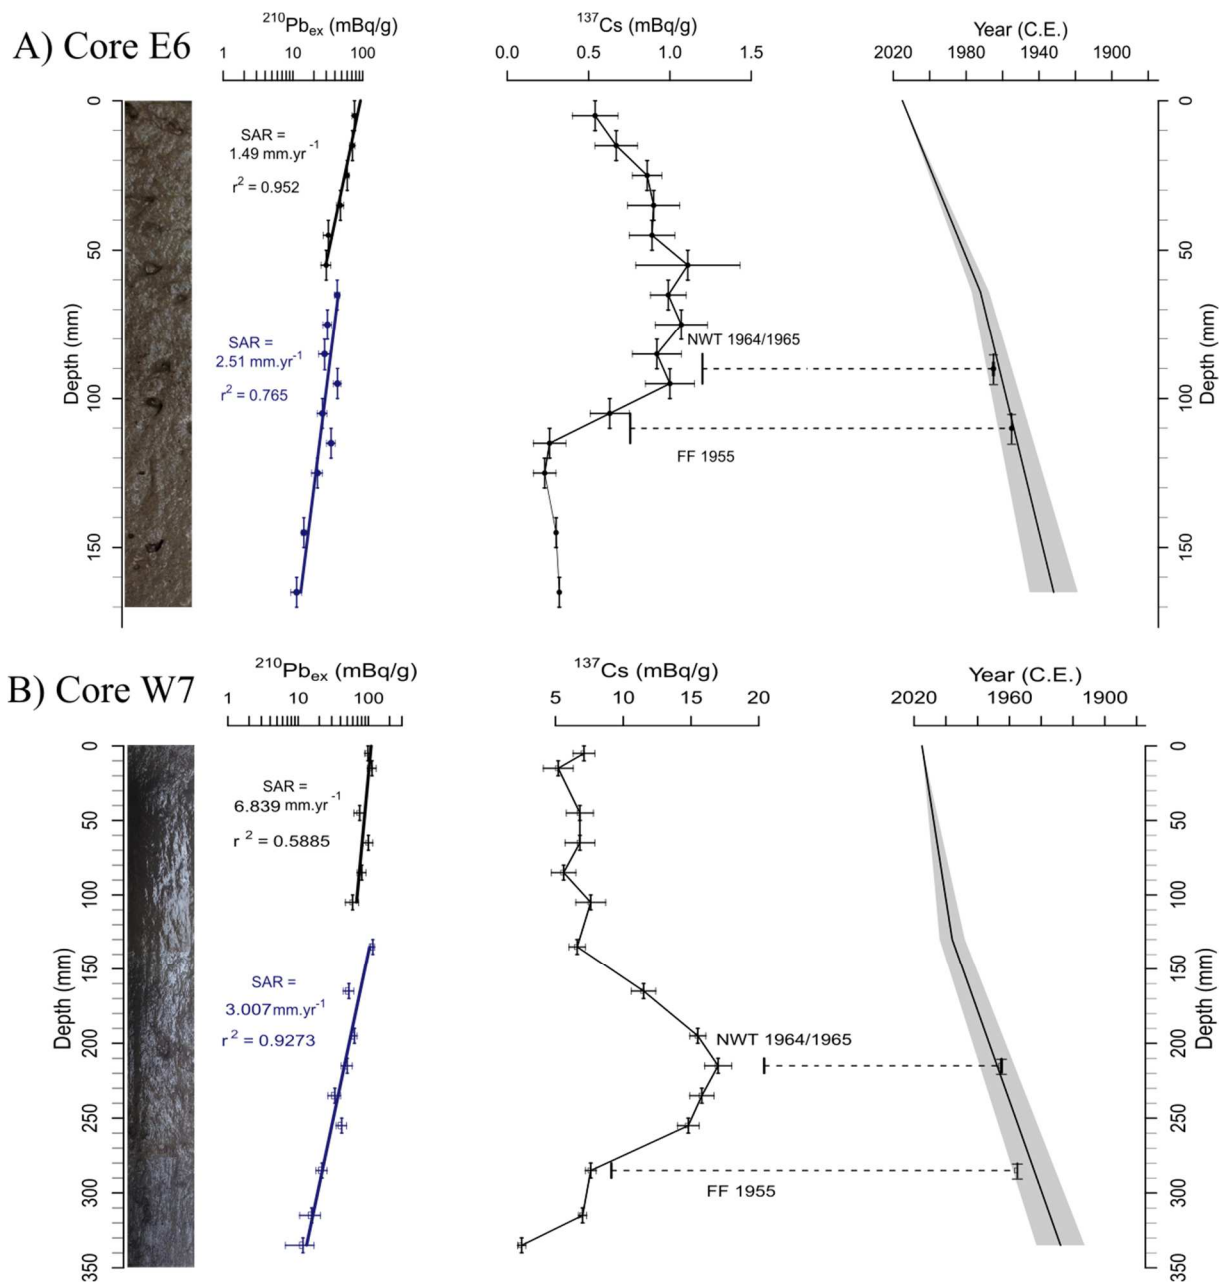 A) Core E6
²¹⁰Pbₑₓ (mBq/g)
1 10 100
¹³⁷Cs (mBq/g)
0.0 0.5 1.0 1.5
Year (C.E.)
2020 1980 1940 1900
Depth (mm)
0
50
100
150
SAR =
1.49 mm.yr⁻¹
r² = 0.952
SAR =
2.51 mm.yr⁻¹
r² = 0.765
NWT 1964/1965
FF 1955
0
50
100
150
Depth (mm)
B) Core W7
²¹⁰Pbₑₓ (mBq/g)
1 10 100
¹³⁷Cs (mBq/g)
5 10 15 20
Year (C.E.)
2020 1960 1900
Depth (mm)
0
50
100
150
200
250
300
350
SAR =
6.839 mm.yr⁻¹
r² = 0.5885
SAR =
3.007mm.yr⁻¹
r² = 0.9273
NWT 1964/1965
FF 1955
0
50
100
150
200
250
300
350
Depth (mm)